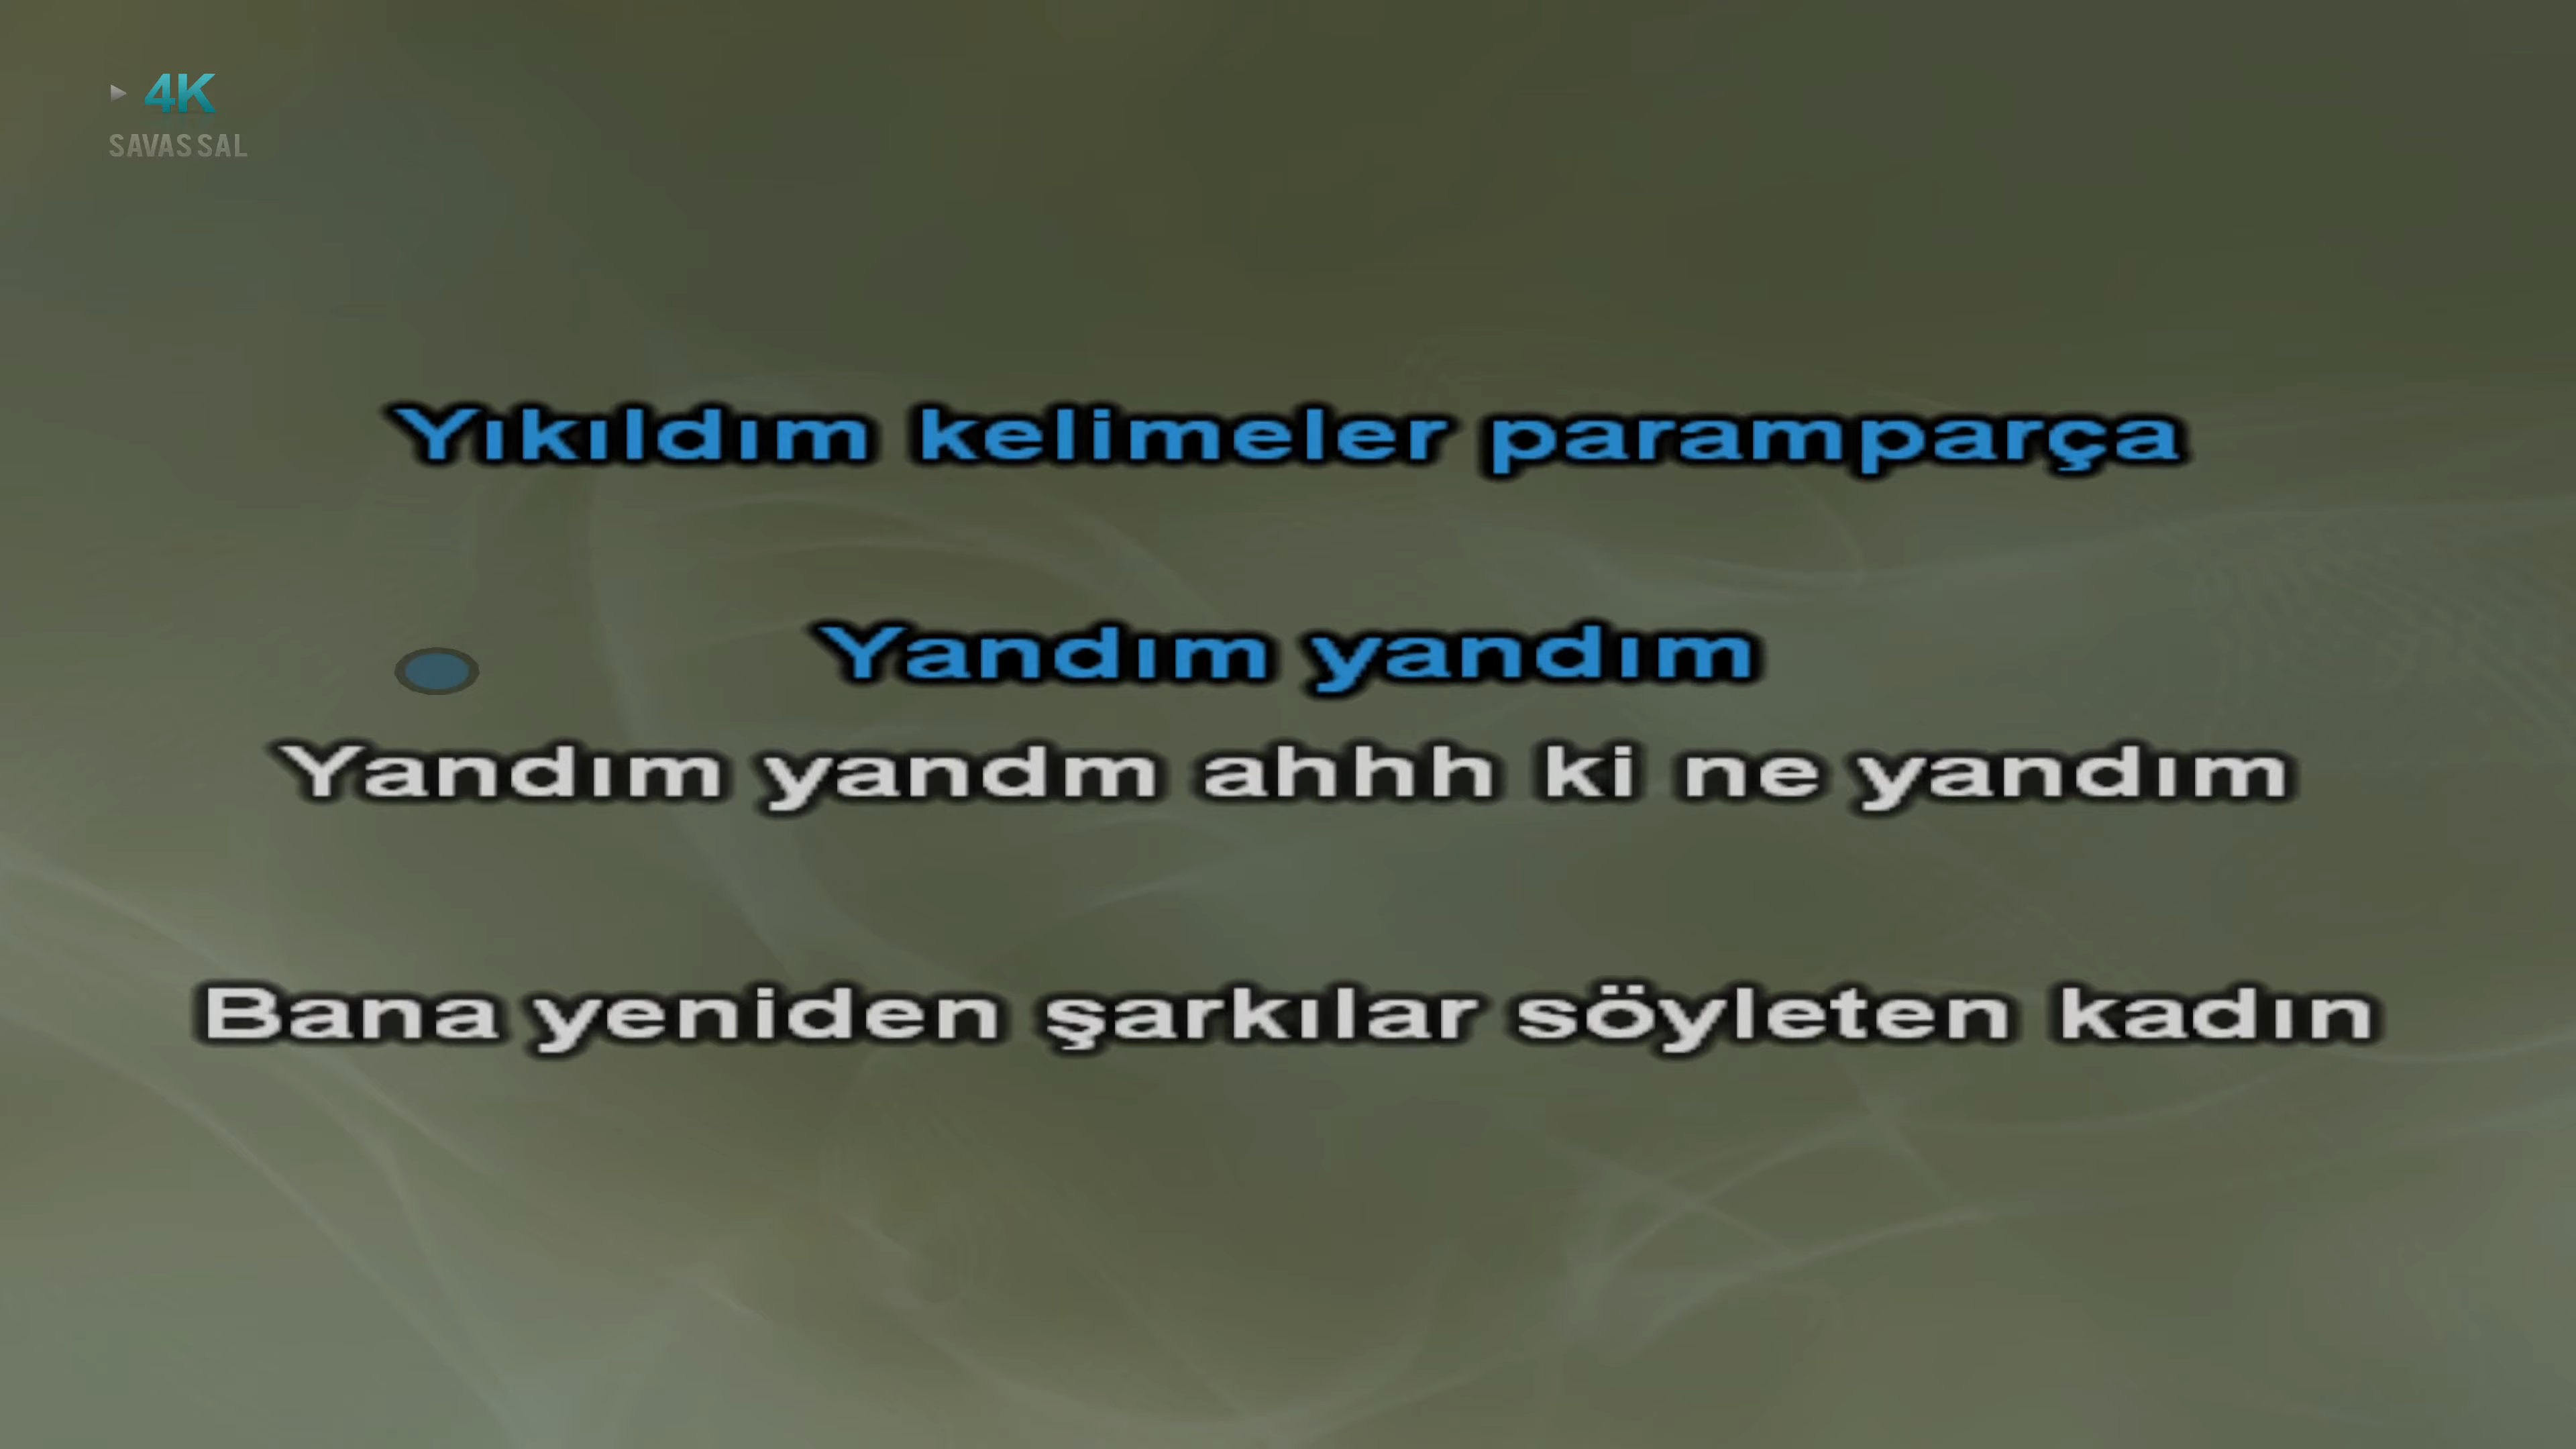 4K
SAVAS SAL
Yıkıldım kelimeler paramparça
Yandım yandım
Yandım yandm ahhh ki ne yandım
Bana yeniden şarkılar söyleten kadın